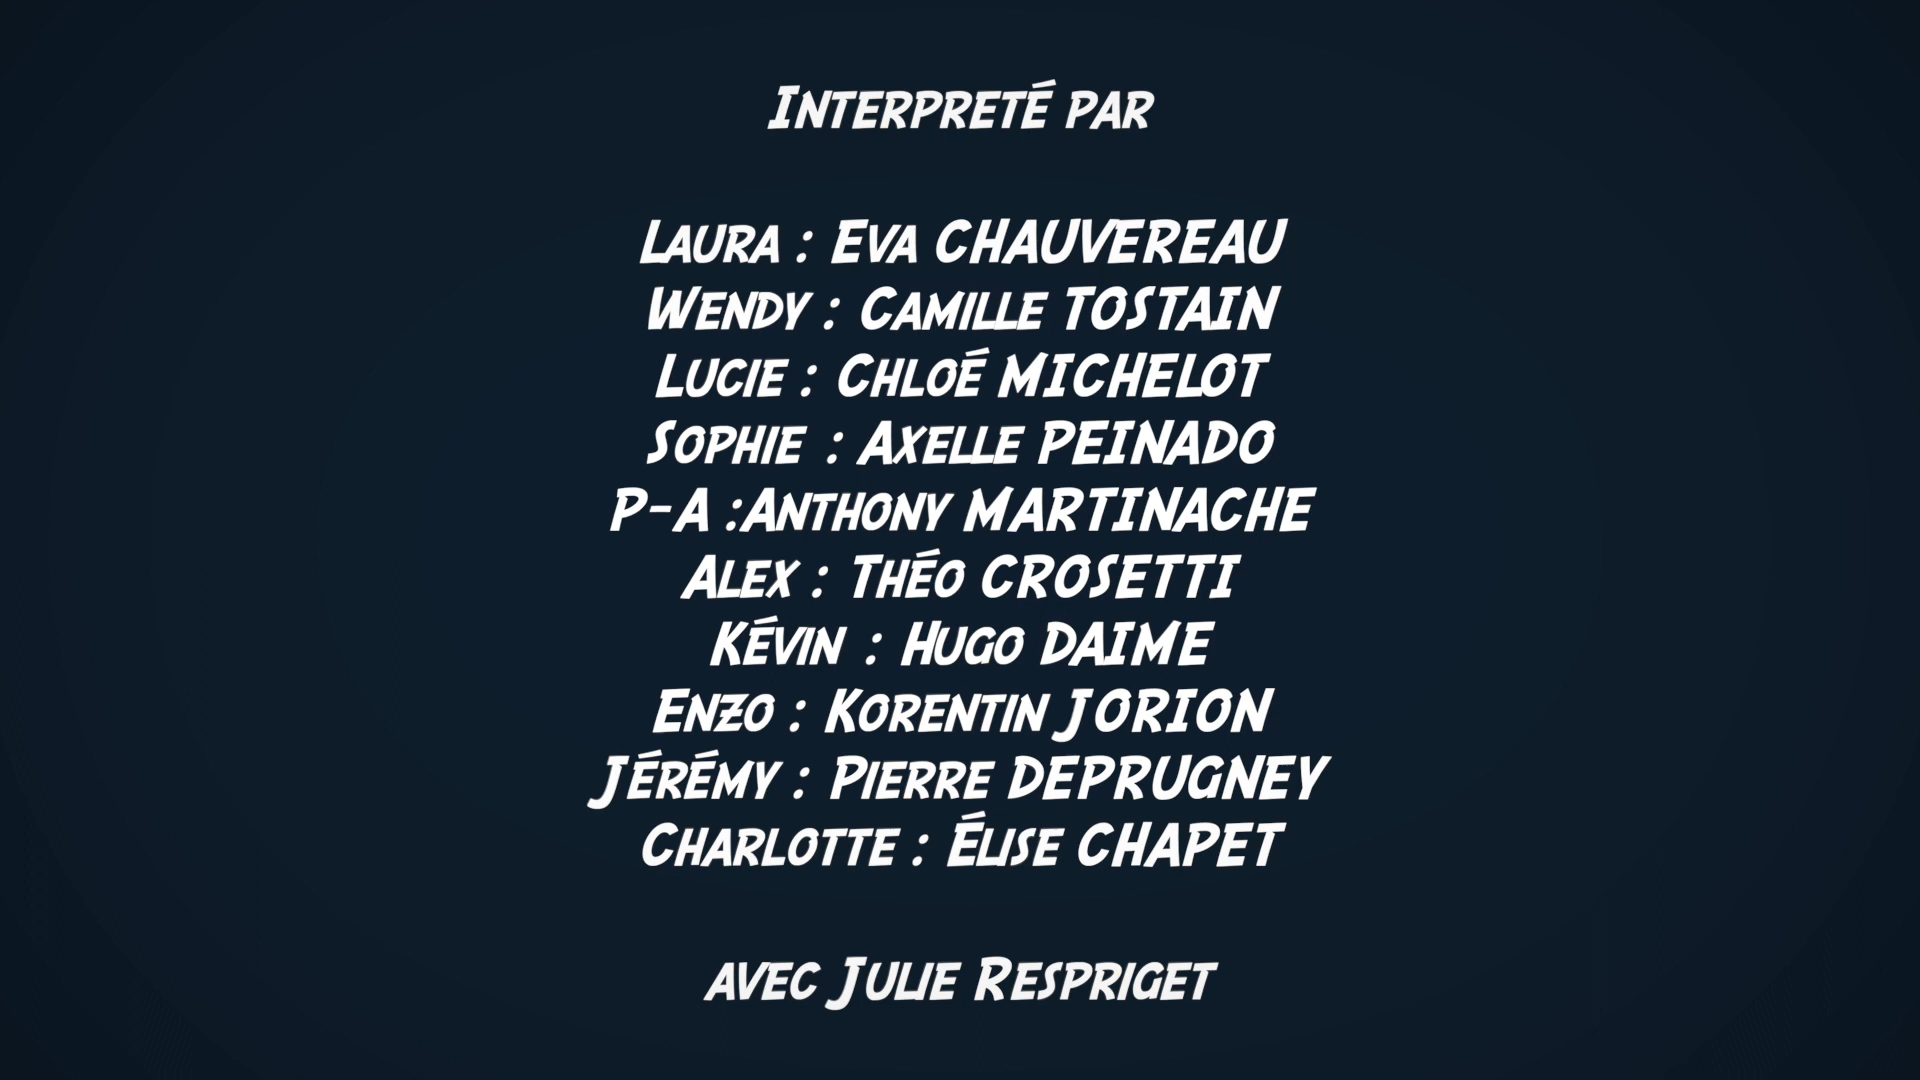 Interpreté par
Laura : Eva CHAUVEREAU
Wendy : Camille TOSTAIN
Lucie : Chloé MICHELOT
Sophie : Axelle PEINADO
P-A :Anthony MARTINACHE
Alex : Théo CROSETTI
Kévin : Hugo DAIME
Enzo : Korentin JORION
Jérémy : Pierre DEPRUGNEY
Charlotte : Élise CHAPET
avec Julie Respriget